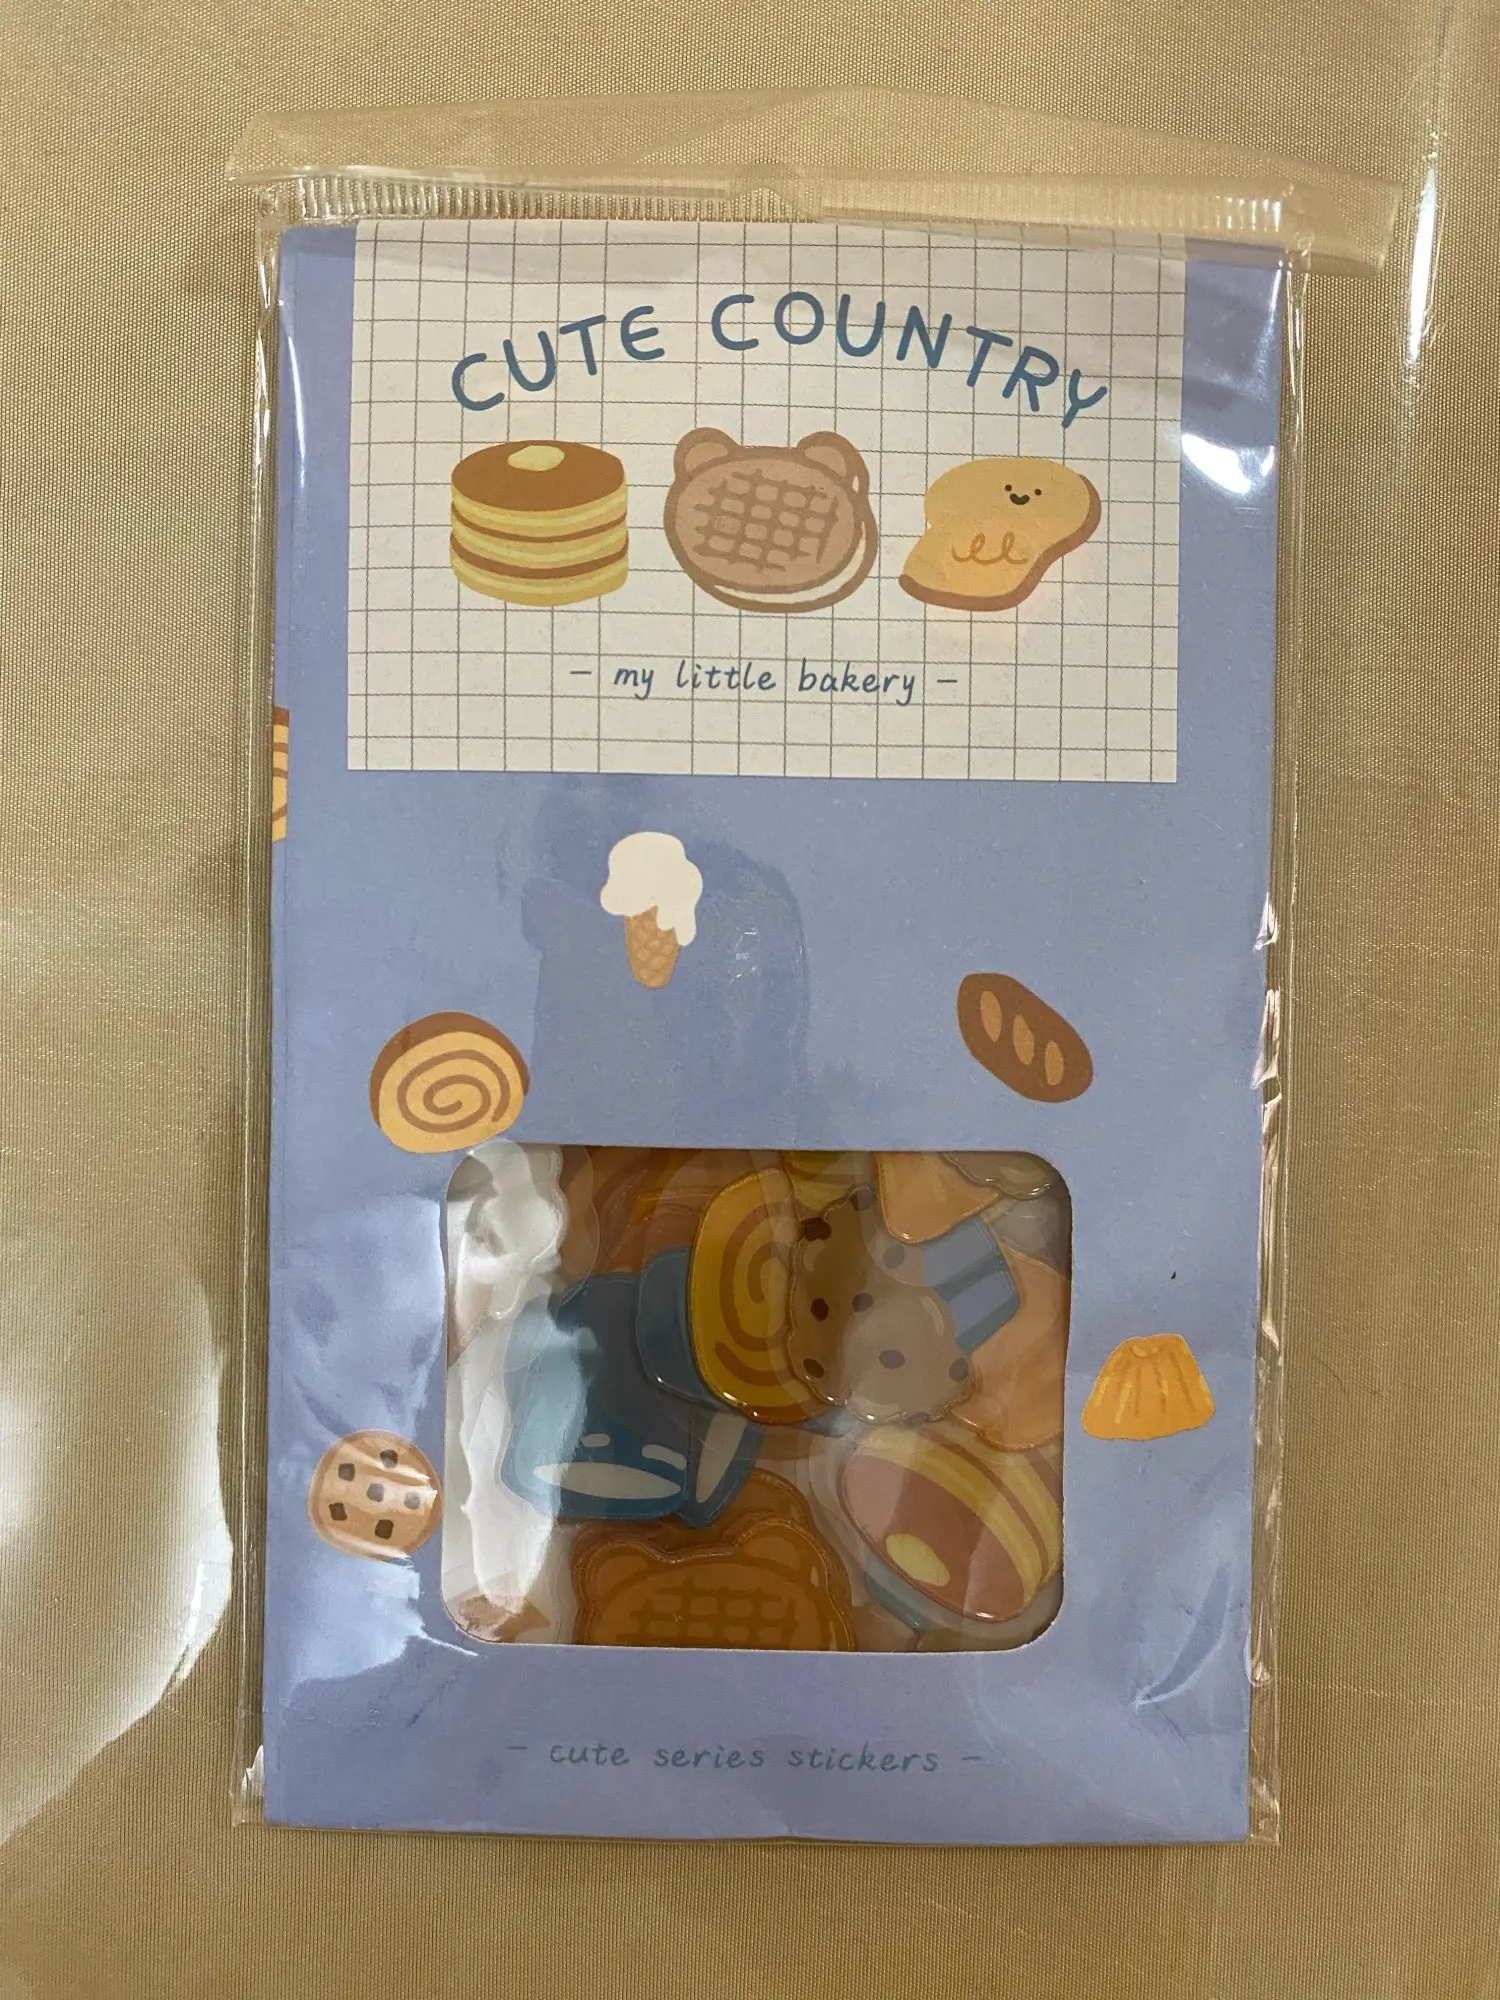 CUTE COUNTRY
- my little bakery -
- cute series stickers -